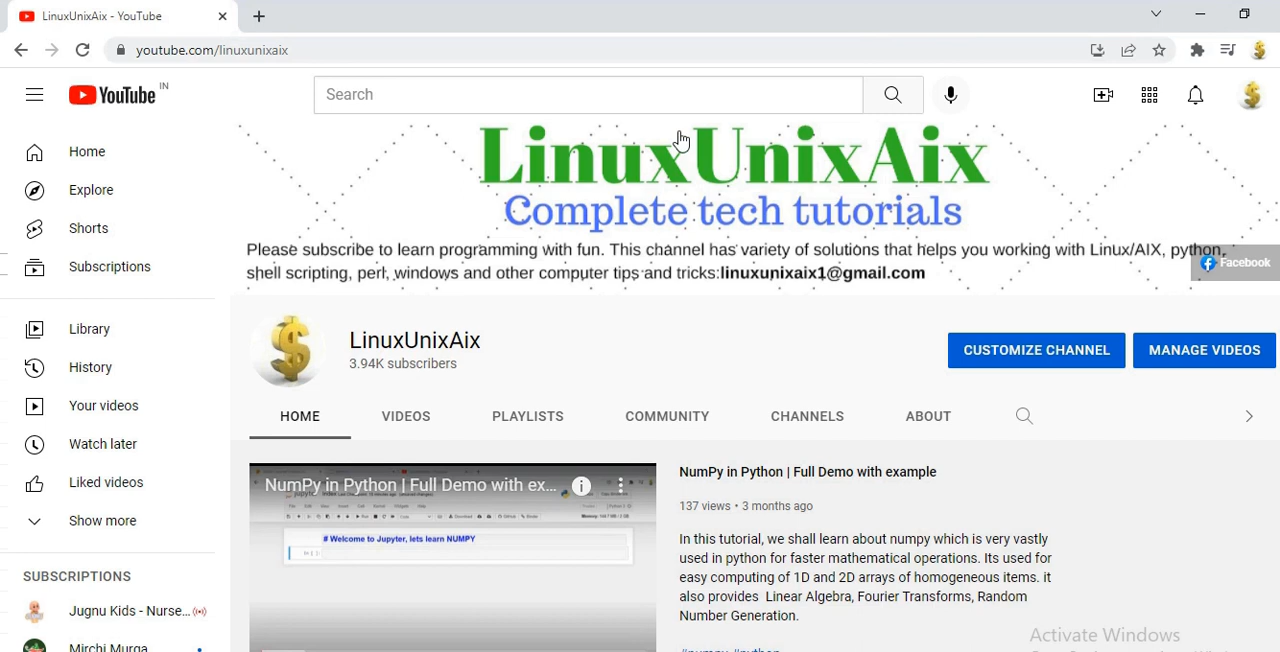 LinuxUnixAix - YouTube
youtube.com/linuxunixaix
YouTube IN
Search
LinuxUnixAix
Complete tech tutorials
Please subscribe to learn programming with fun. This channel has variety of solutions that helps you working with Linux/AIX, python,
shell scripting, perl, windows and other computer tips and tricks:linuxunixaix1@gmail.com
Facebook
Home
Explore
Shorts
Subscriptions
Library
History
Your videos
Watch later
Liked videos
Show more
SUBSCRIPTIONS
Jugnu Kids - Nurse...
Mirchi Murga
LinuxUnixAix
3.94K subscribers
CUSTOMIZE CHANNEL
MANAGE VIDEOS
HOME VIDEOS PLAYLISTS COMMUNITY CHANNELS ABOUT
NumPy in Python | Full Demo with ex...
# Welcome to Jupyter, lets learn NUMPY
NumPy in Python | Full Demo with example
137 views • 3 months ago
In this tutorial, we shall learn about numpy which is very vastly
used in python for faster mathematical operations. Its used for
easy computing of 1D and 2D arrays of homogeneous items. it
also provides Linear Algebra, Fourier Transforms, Random
Number Generation.
#numpy #python
Activate Windows